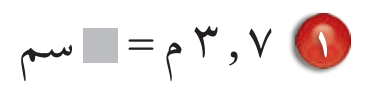 ١ ٣,٧ م = ■ سم